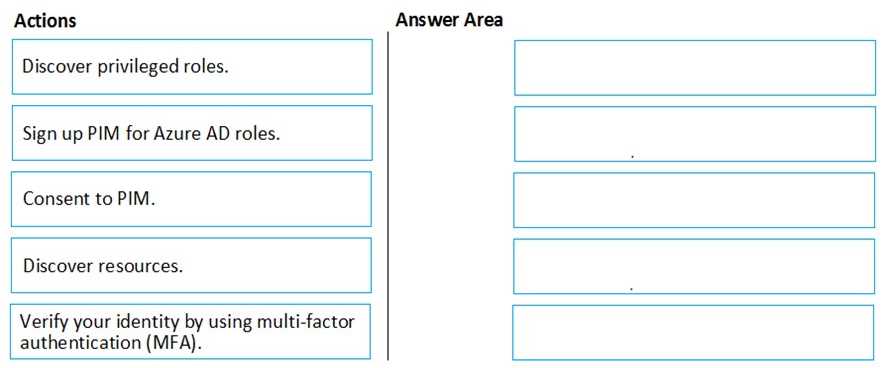 Actions
Answer Area
Discover privileged roles.
Sign up PIM for Azure AD roles.
Consent to PIM.
Discover resources.
Verify your identity by using multi-factor
authentication (MFA).